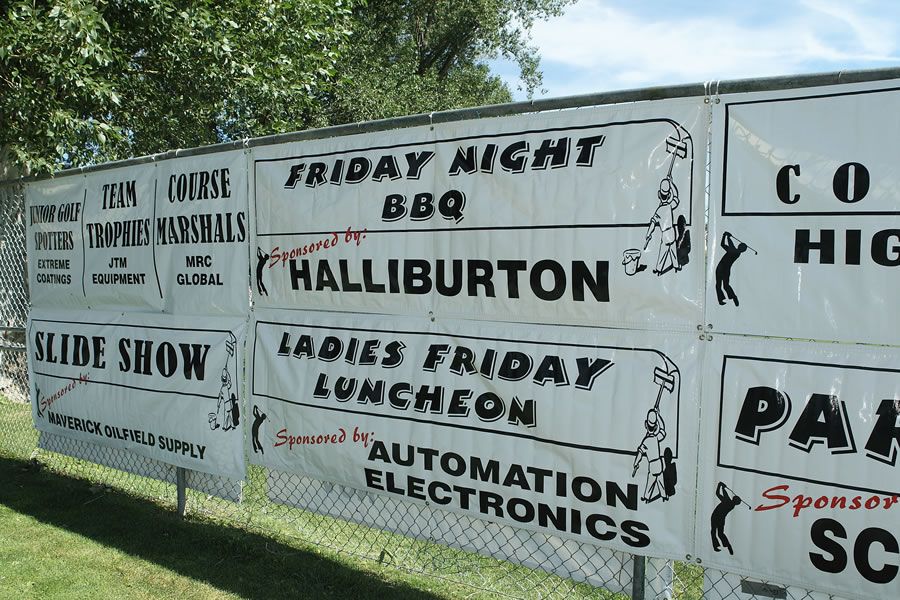 JUNIOR GOLF
SPOTTERS
EXTREME
COATINGS
TEAM
TROPHIES
JTM
EQUIPMENT
COURSE
MARSHALS
MRC
GLOBAL
FRIDAY NIGHT
BBQ
Sponsored by:
HALLIBURTON
CO
HIG
SLIDE SHOW
Sponsored by:
MAVERICK OILFIELD SUPPLY
LADIES FRIDAY
LUNCHEON
Sponsored by:
AUTOMATION
ELECTRONICS
PAR
Sponsor
SC